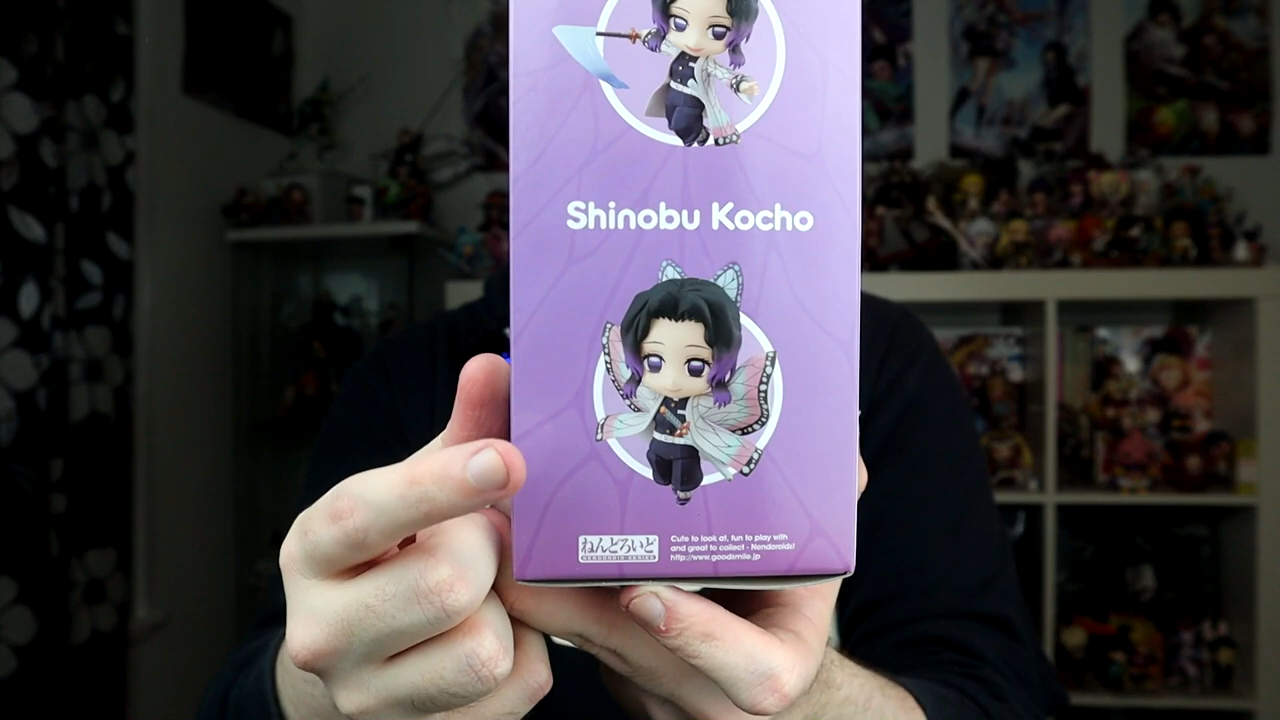 Shinobu Kocho
ねんどろいど
NENDOROID SERIES
Cute to look at, fun to play with
and great to collect - Nendoroids!
http://www.goodsmile.jp